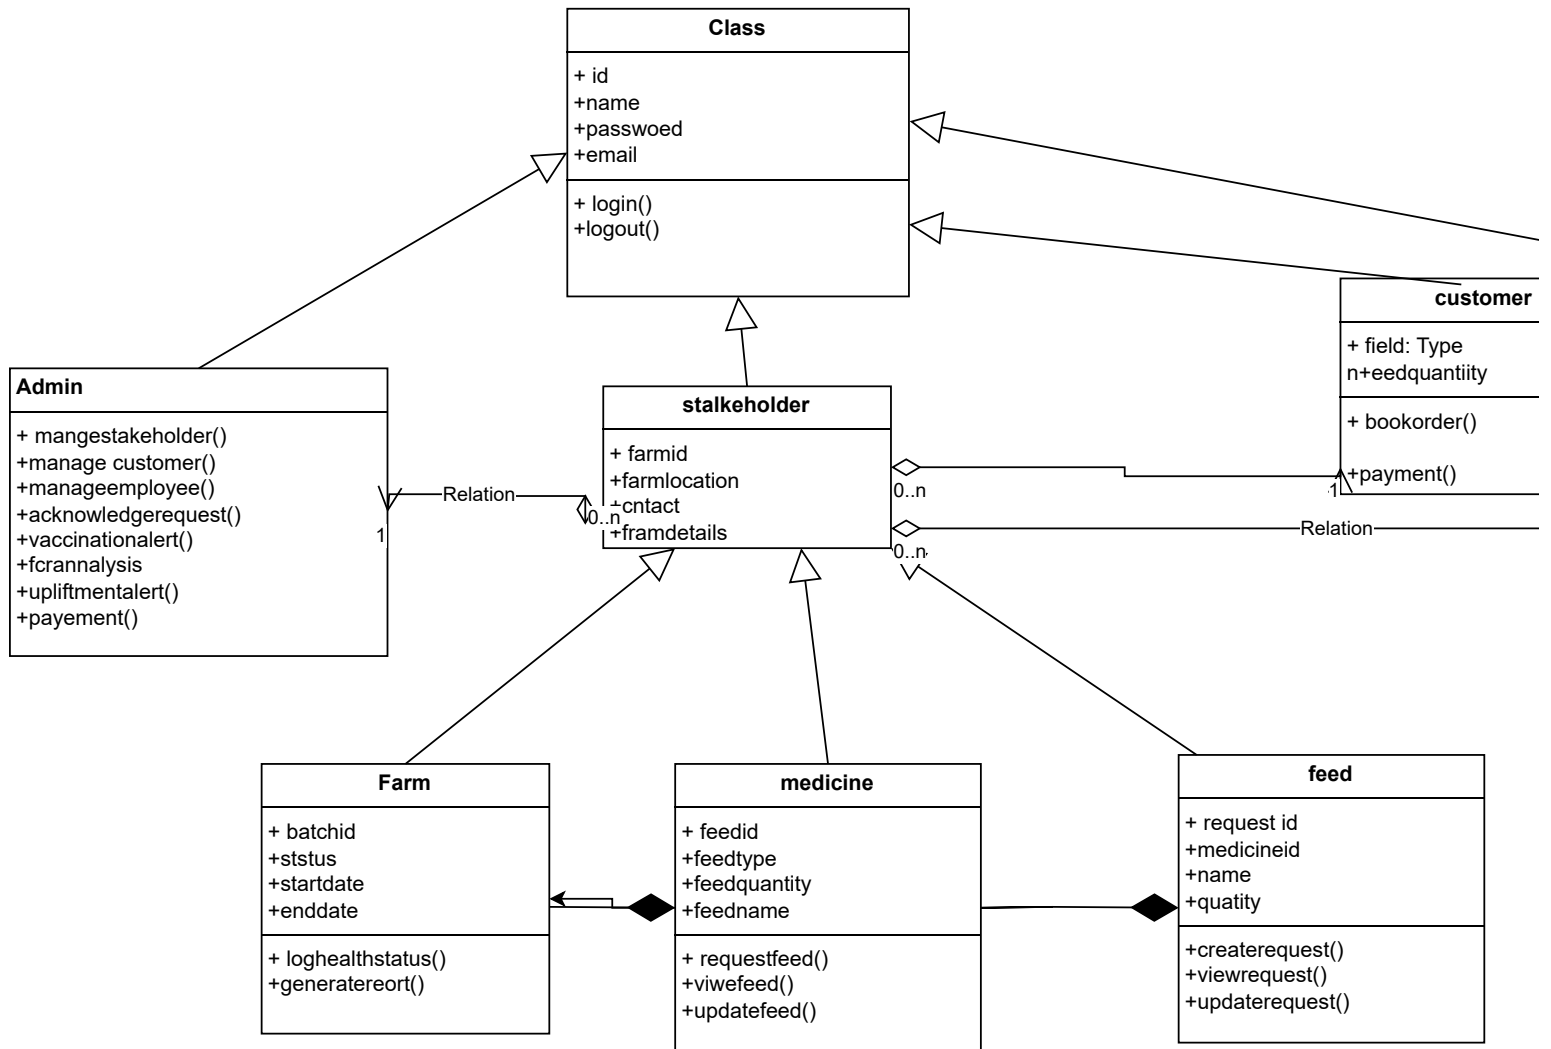 Class
+ id
+name
+passwoed
+email
+ login()
+logout()
Admin
+ mangestakeholder()
+manage customer()
+manageemployee()
+acknowledgerequest()
+vaccinationalert()
+fcrannalysis
+upliftmentalert()
+payement()
Relation
1
0..n
stalkeholder
+ farmid
+farmlocation
+cntact
+framdetails
0..n
0..n
1
Relation
customer
+ field: Type
n+eedquantiity
+ bookorder()
+payment()
Farm
+ batchid
+ststus
+startdate
+enddate
+ loghealthstatus()
+generatereort()
medicine
+ feedid
+feedtype
+feedquantity
+feedname
+ requestfeed()
+viwefeed()
+updatefeed()
feed
+ request id
+medicineid
+name
+quatity
+createrequest()
+viewrequest()
+updaterequest()